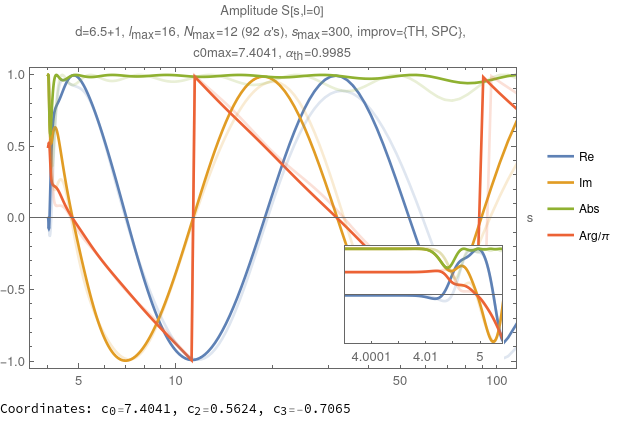 Amplitude S[s,l=0]
d=6.5+1, lmax=16, Nmax=12 (92 α's), smax=300, improv={TH, SPC},
c0max=7.4041, αth=0.9985
1.0
0.5
0.0
−0.5
−1.0
5
10
50
100
s
4.0001
4.01
5
Re
Im
Abs
Arg/π
Coordinates: c0=7.4041, c2=0.5624, c3=−0.7065